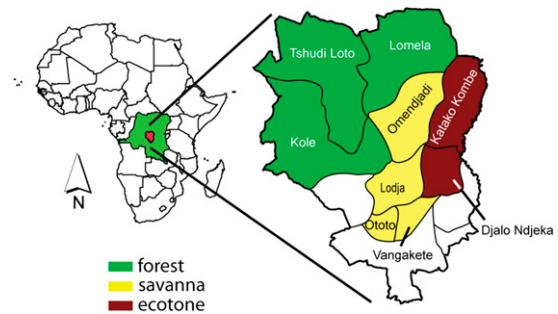 Tshudi Loto
Lomela
Omendjadi
Katako Kombe
Kole
Lodja
Ototo
Djalo Ndjeka
Vangakete
N
forest
savanna
ecotone